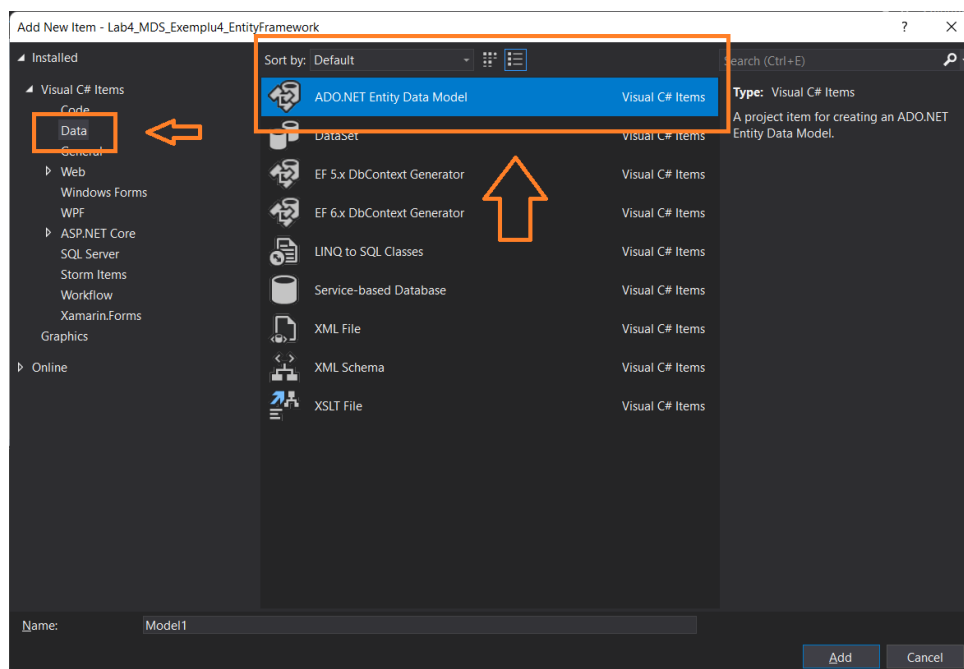 Add New Item - Lab4_MDS_Exemplu4_EntityFramework
?
Installed
Visual C# Items
Code
Data
General
Web
Windows Forms
WPF
ASP.NET Core
SQL Server
Storm Items
Workflow
Xamarin.Forms
Graphics
Online
Sort by: Default
ADO.NET Entity Data Model Visual C# Items
DataSet Visual C# Items
EF 5.x DbContext Generator Visual C# Items
EF 6.x DbContext Generator Visual C# Items
LINQ to SQL Classes Visual C# Items
Service-based Database Visual C# Items
XML File Visual C# Items
XML Schema Visual C# Items
XSLT File Visual C# Items
Search (Ctrl+E)
Type: Visual C# Items
A project item for creating an ADO.NET
Entity Data Model.
Name: Model1
Add Cancel